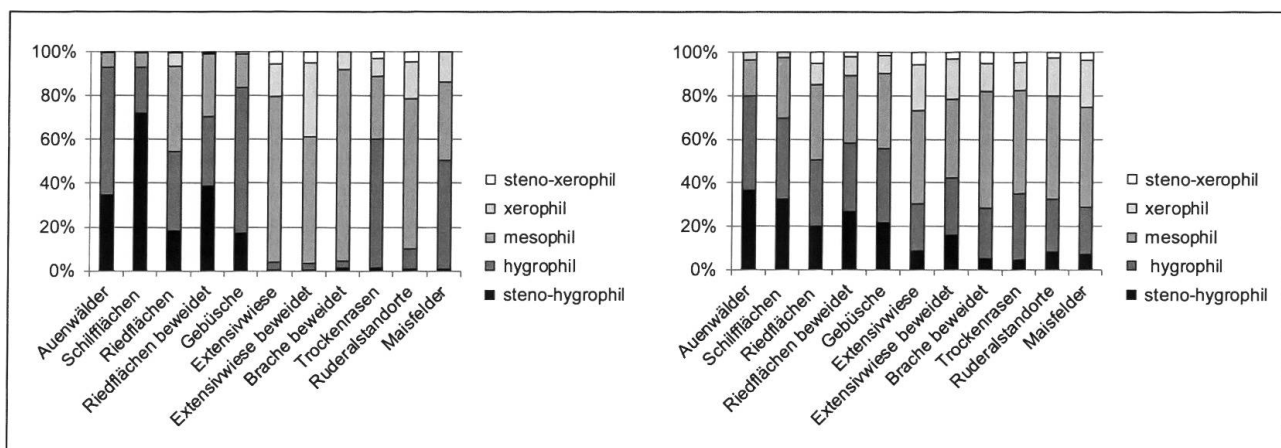 100%
80%
60%
40%
20%
0%
Auenwälder
Schilfflächen
Riedflächen
Riedflächen beweidet
Gebüsche
Extensivwiese
Extensivwiese beweidet
Brache beweidet
Trockenrasen
Ruderalstandorte
Maisfelder
steno-xerophil
xerophil
mesophil
hygrophil
steno-hygrophil
100%
80%
60%
40%
20%
0%
Auenwälder
Schilfflächen
Riedflächen
Riedflächen beweidet
Gebüsche
Extensivwiese
Extensivwiese beweidet
Brache beweidet
Trockenrasen
Ruderalstandorte
Maisfelder
steno-xerophil
xerophil
mesophil
hygrophil
steno-hygrophil